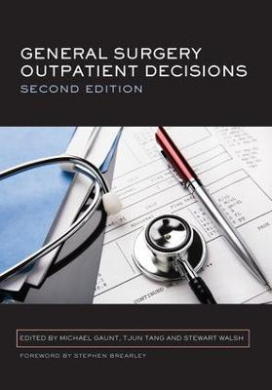 GENERAL SURGERY
OUTPATIENT DECISIONS
SECOND EDITION
CONTINUING
EDITED BY MICHAEL GAUNT, TJUN TANG AND STEWART WALSH
FOREWORD BY STEPHEN BREARLEY